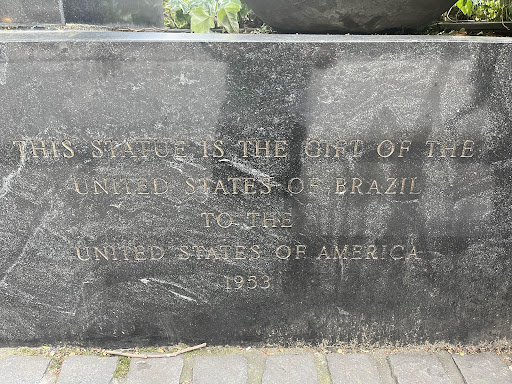 THIS STATUE IS THE GIFT OF THE
UNITED STATES OF BRAZIL
TO THE
UNITED STATES OF AMERICA
1953